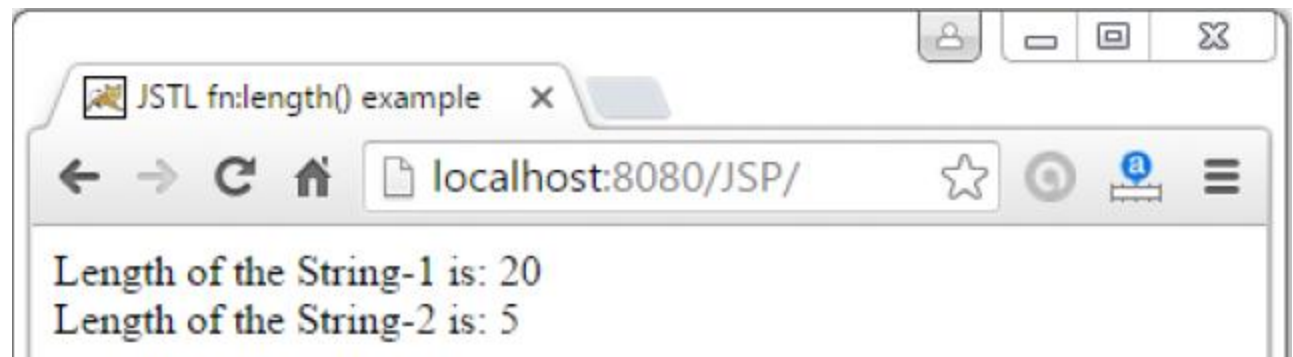 JSTL fn:length() example
localhost:8080/JSP/
a
Length of the String-1 is: 20
Length of the String-2 is: 5